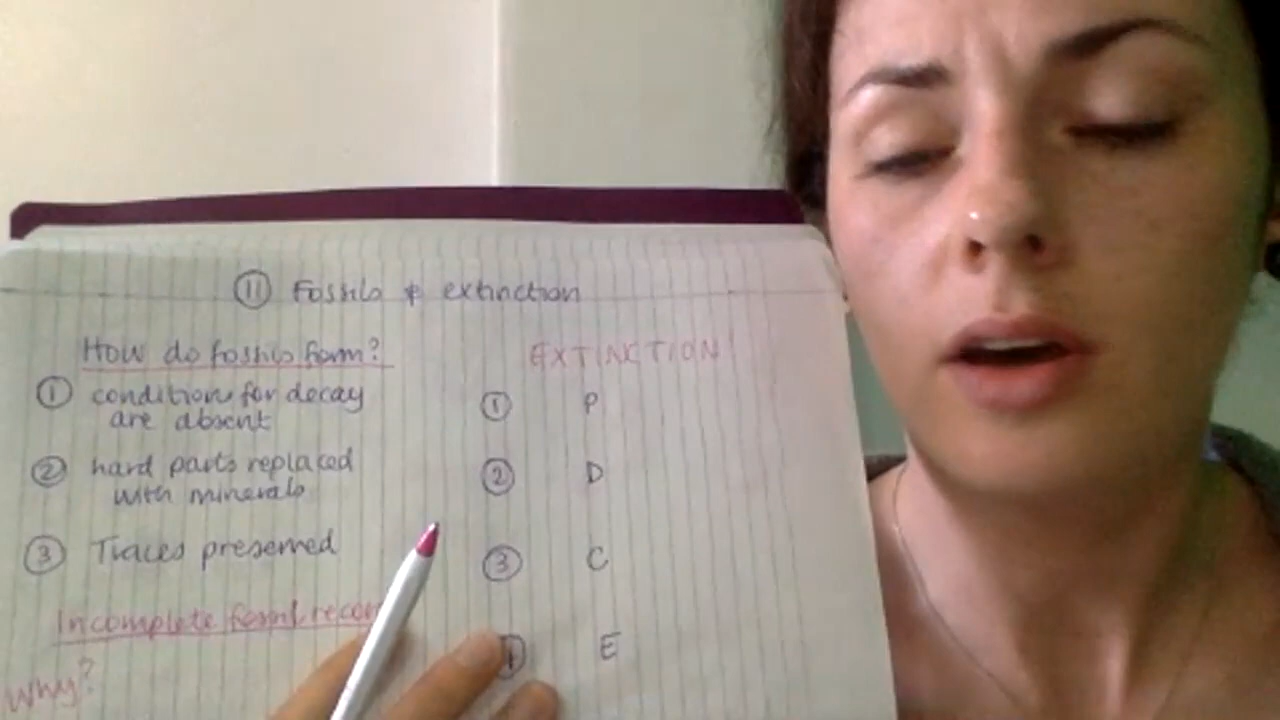 11 Fossils & extinction
How do fossils form?
1 conditions for decay
are absent
2 hard parts replaced
with minerals
3 Traces preserved
Incomplete fossil recor
Why?
EXTINCTION!
1 P
2 D
3 C
E